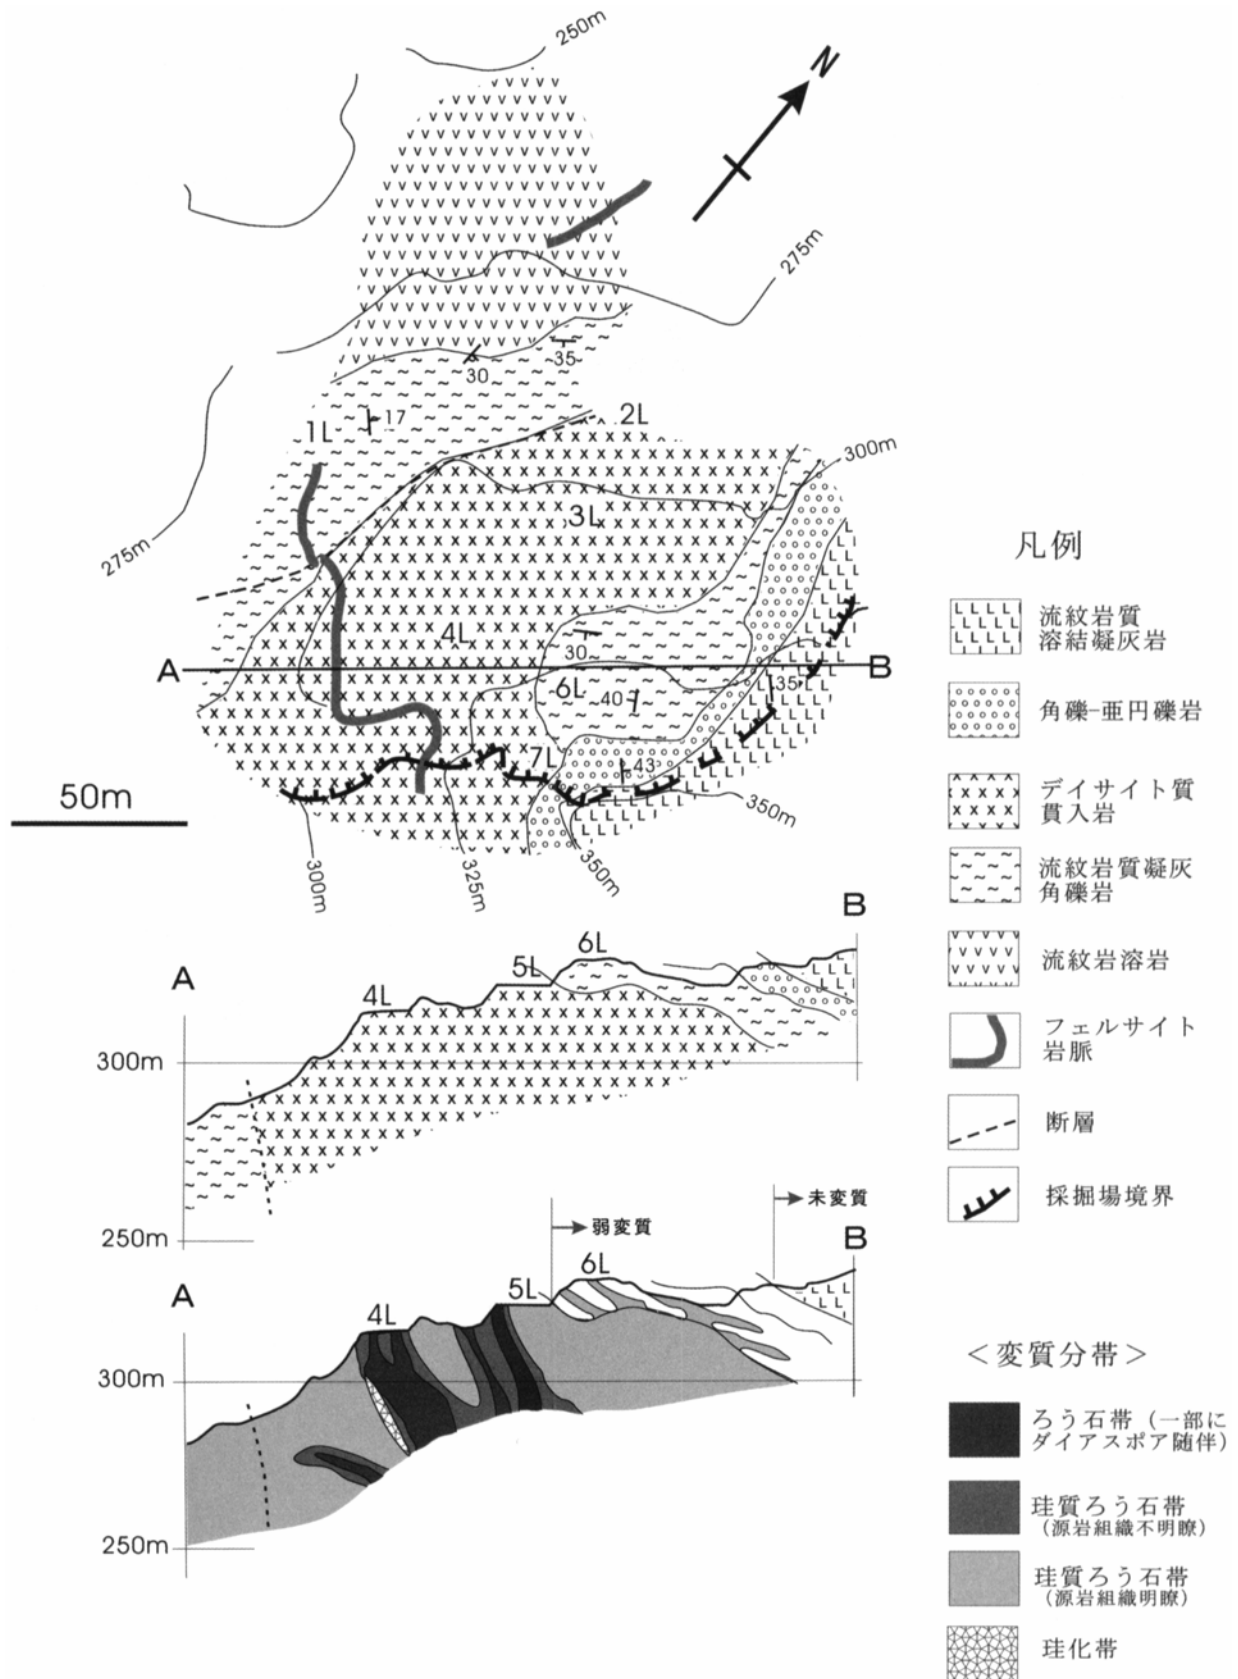 250m
N
275m
35
30
17
1L
2L
300m
3L
275m
4L
30
A
B
6L
40
35
7L
43
50m
350m
300m
325m
350m
凡例
流紋岩質
溶結凝灰岩
角礫-亜円礫岩
デイサイト質
貫入岩
流紋岩質凝灰
角礫岩
流紋岩溶岩
フェルサイト
岩脈
断層
採掘場境界
A
B
4L
5L
6L
300m
250m
弱変質
未変質
A
B
4L
5L
6L
300m
250m
<変質分帯>
ろう石帯(一部に
ダイアスポア随伴)
珪質ろう石帯
(源岩組織不明瞭)
珪質ろう石帯
(源岩組織明瞭)
珪化帯